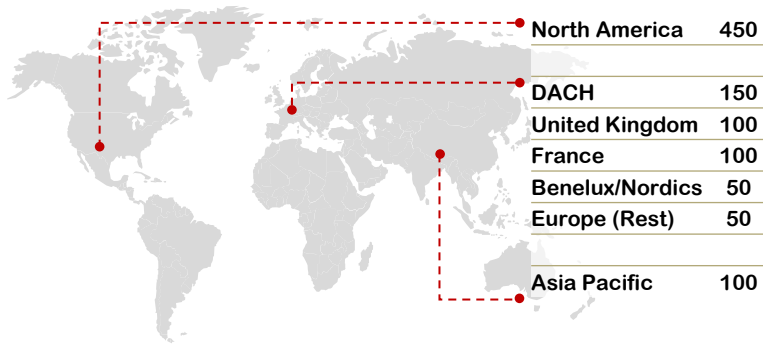 North America 450
DACH 150
United Kingdom 100
France 100
Benelux/Nordics 50
Europe (Rest) 50
Asia Pacific 100